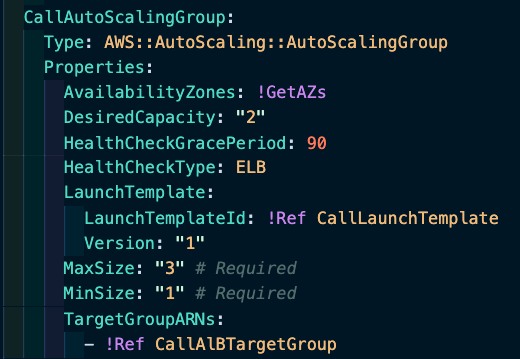 CallAutoScalingGroup:
Type: AWS::AutoScaling::AutoScalingGroup
Properties:
AvailabilityZones: !GetAZs
DesiredCapacity: "2"
HealthCheckGracePeriod: 90
HealthCheckType: ELB
LaunchTemplate:
LaunchTemplateId: !Ref CallLaunchTemplate
Version: "1"
MaxSize: "3" # Required
MinSize: "1" # Required
TargetGroupARNs:
- !Ref CallAlBTargetGroup